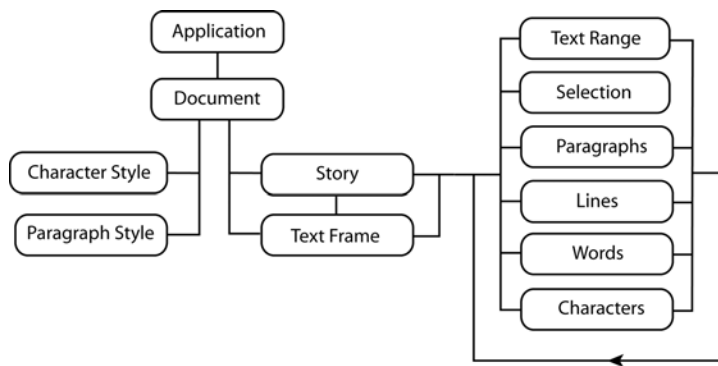 Application
Document
Character Style
Paragraph Style
Story
Text Frame
Text Range
Selection
Paragraphs
Lines
Words
Characters